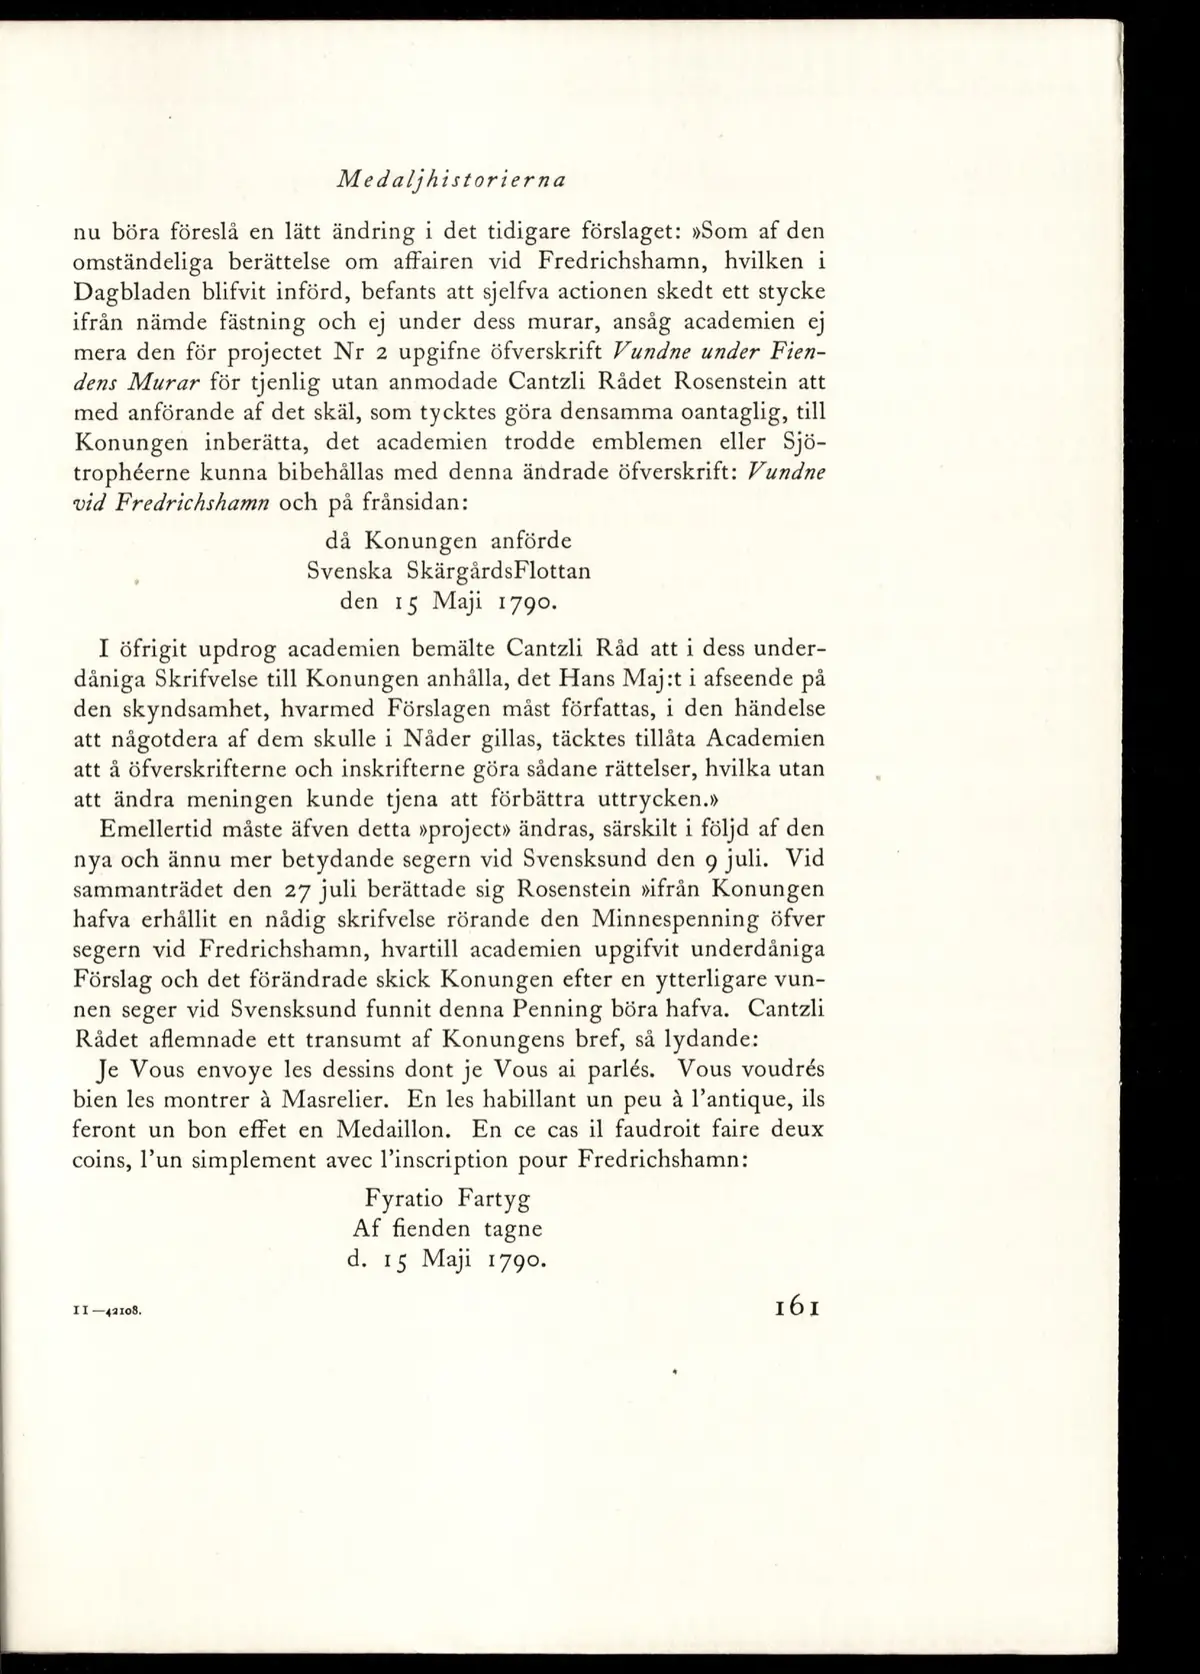 Medaljhistorierna
nu böra föreslå en lätt ändring i det tidigare förslaget: »Som af den
omständeliga berättelse om affairen vid Fredrichshamn, hvilken i
Dagbladen blifvit införd, befants att sjelfva actionen skedt ett stycke
ifrån nämde fästning och ej under dess murar, ansåg academien ej
mera den för projectet Nr 2 upgifne öfverskrift Vundne under Fien-
dens Murar för tjenlig utan anmodade Cantzli Rådet Rosenstein att
med anförande af det skäl, som tycktes göra densamma oantaglig, till
Konungen inberätta, det academien trodde emblemen eller Sjö-
trophéerne kunna bibehållas med denna ändrade öfverskrift: Vundne
vid Fredrichshamn och på frånsidan:
då Konungen anförde
Svenska SkärgårdsFlottan
den 15 Maji 1790.
I öfrigit updrog academien bemälte Cantzli Råd att i dess under-
dåniga Skrifvelse till Konungen anhålla, det Hans Maj:t i afseende på
den skyndsamhet, hvarmed Förslagen måst författas, i den händelse
att någotdera af dem skulle i Nåder gillas, täcktes tillåta Academien
att å öfverskrifterne och inskrifterne göra sådane rättelser, hvilka utan
att ändra meningen kunde tjena att förbättra uttrycken.»
Emellertid måste äfven detta »project» ändras, särskilt i följd af den
nya och ännu mer betydande segern vid Svensksund den 9 juli. Vid
sammanträdet den 27 juli berättade sig Rosenstein »ifrån Konungen
hafva erhållit en nådig skrifvelse rörande den Minnespenning öfver
segern vid Fredrichshamn, hvartill academien upgifvit underdåniga
Förslag och det förändrade skick Konungen efter en ytterligare vun-
nen seger vid Svensksund funnit denna Penning böra hafva. Cantzli
Rådet aflemnade ett transumt af Konungens bref, så lydande:
Je Vous envoye les dessins dont je Vous ai parlés. Vous voudrés
bien les montrer à Masrelier. En les habillant un peu à l'antique, ils
feront un bon effet en Medaillon. En ce cas il faudroit faire deux
coins, l'un simplement avec l'inscription pour Fredrichshamn:
Fyratio Fartyg
Af fienden tagne
d. 15 Maji 1790.
11—42108.
161